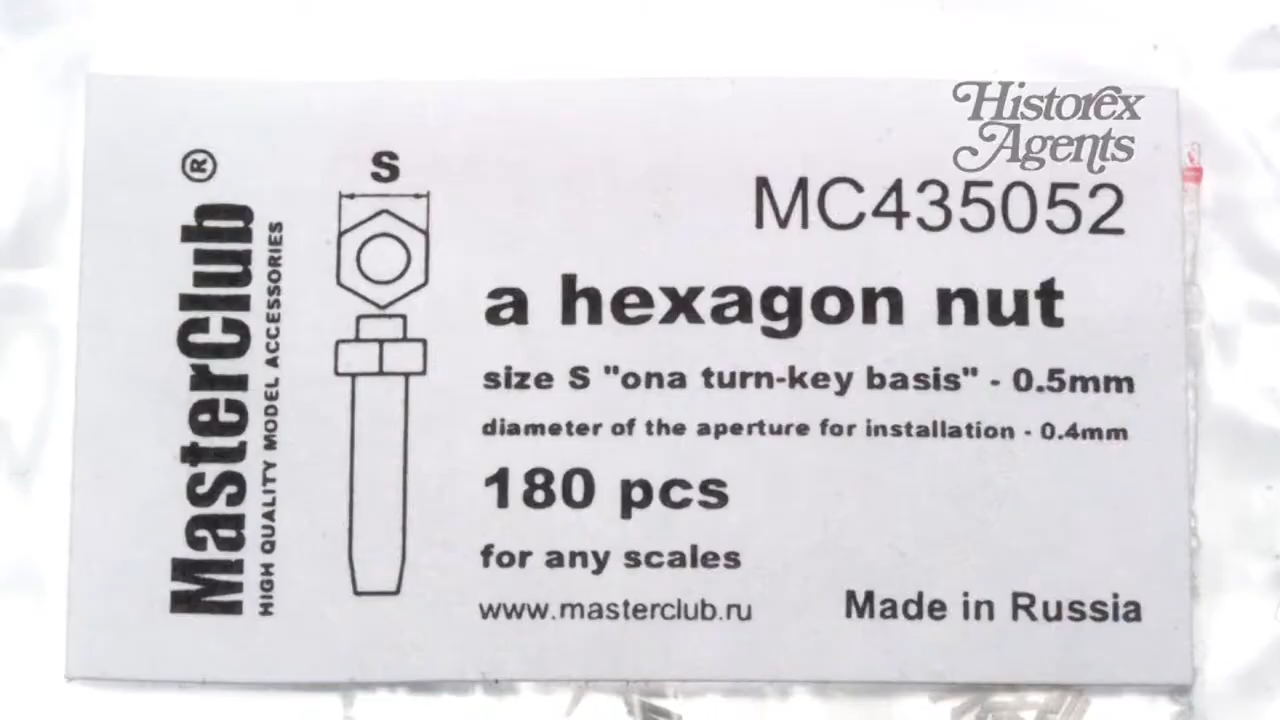 Historex
Agents
MasterClub®
HIGH QUALITY MODEL ACCESSORIES
S
MC435052
a hexagon nut
size S "ona turn-key basis" - 0.5mm
diameter of the aperture for installation - 0.4mm
180 pcs
for any scales
www.masterclub.ru
Made in Russia